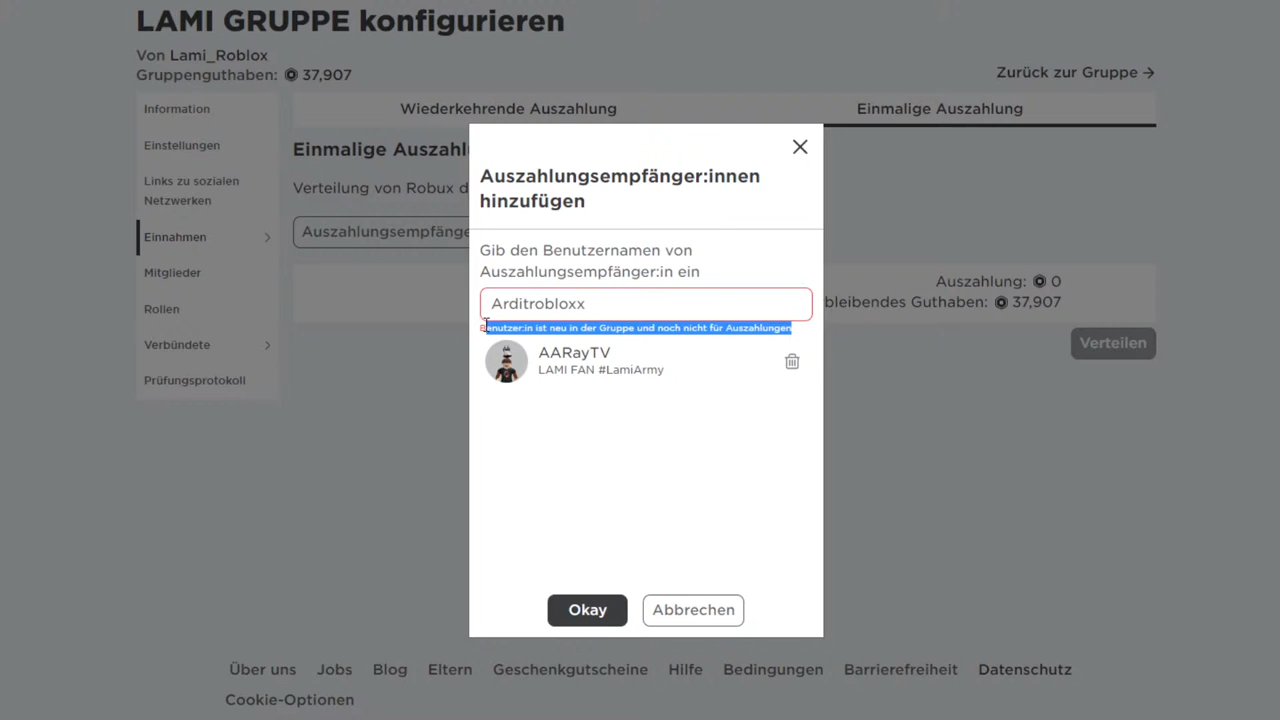 LAMI GRUPPE konfigurieren
Von Lami_Roblox
Gruppenguthaben: 37,907
Zurück zur Gruppe →
Information
Einstellungen
Links zu sozialen
Netzwerken
Einnahmen
Mitglieder
Rollen
Verbündete
Prüfungsprotokoll
Wiederkehrende Auszahlung
Einmalige Auszahlung
Einmalige Auszahl
Verteilung von Robux d
Auszahlungsempfänge
Auszahlung: 0
bleibendes Guthaben: 37,907
Verteilen
Auszahlungsempfänger:innen
hinzufügen
Gib den Benutzernamen von
Auszahlungsempfänger:in ein
Arditrobloxx
Benutzer:in ist neu in der Gruppe und noch nicht für Auszahlungen
AARayTV
LAMI FAN #LamiArmy
Okay
Abbrechen
Über uns Jobs Blog Eltern Geschenkgutscheine Hilfe Bedingungen Barrierefreiheit Datenschutz
Cookie-Optionen